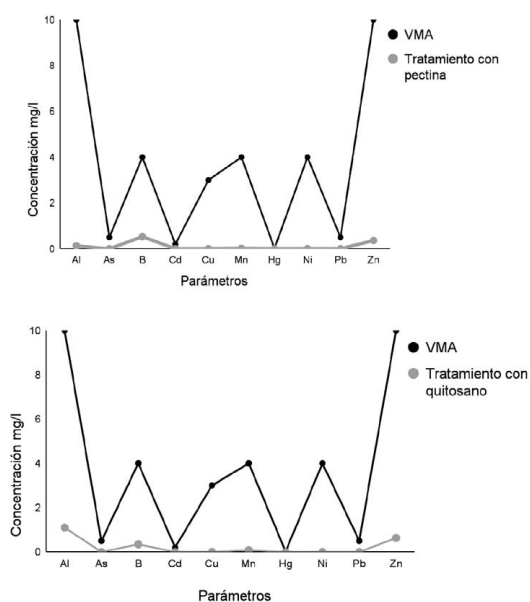 10
VMA
Tratamiento con
pectina
8
6
4
2
0
Concentración mg/l
Al As B Cd Cu Mn Hg Ni Pb Zn
Parámetros
10
VMA
Tratamiento con
quitosano
8
6
4
2
0
Concentración mg/l
Al As B Cd Cu Mn Hg Ni Pb Zn
Parámetros